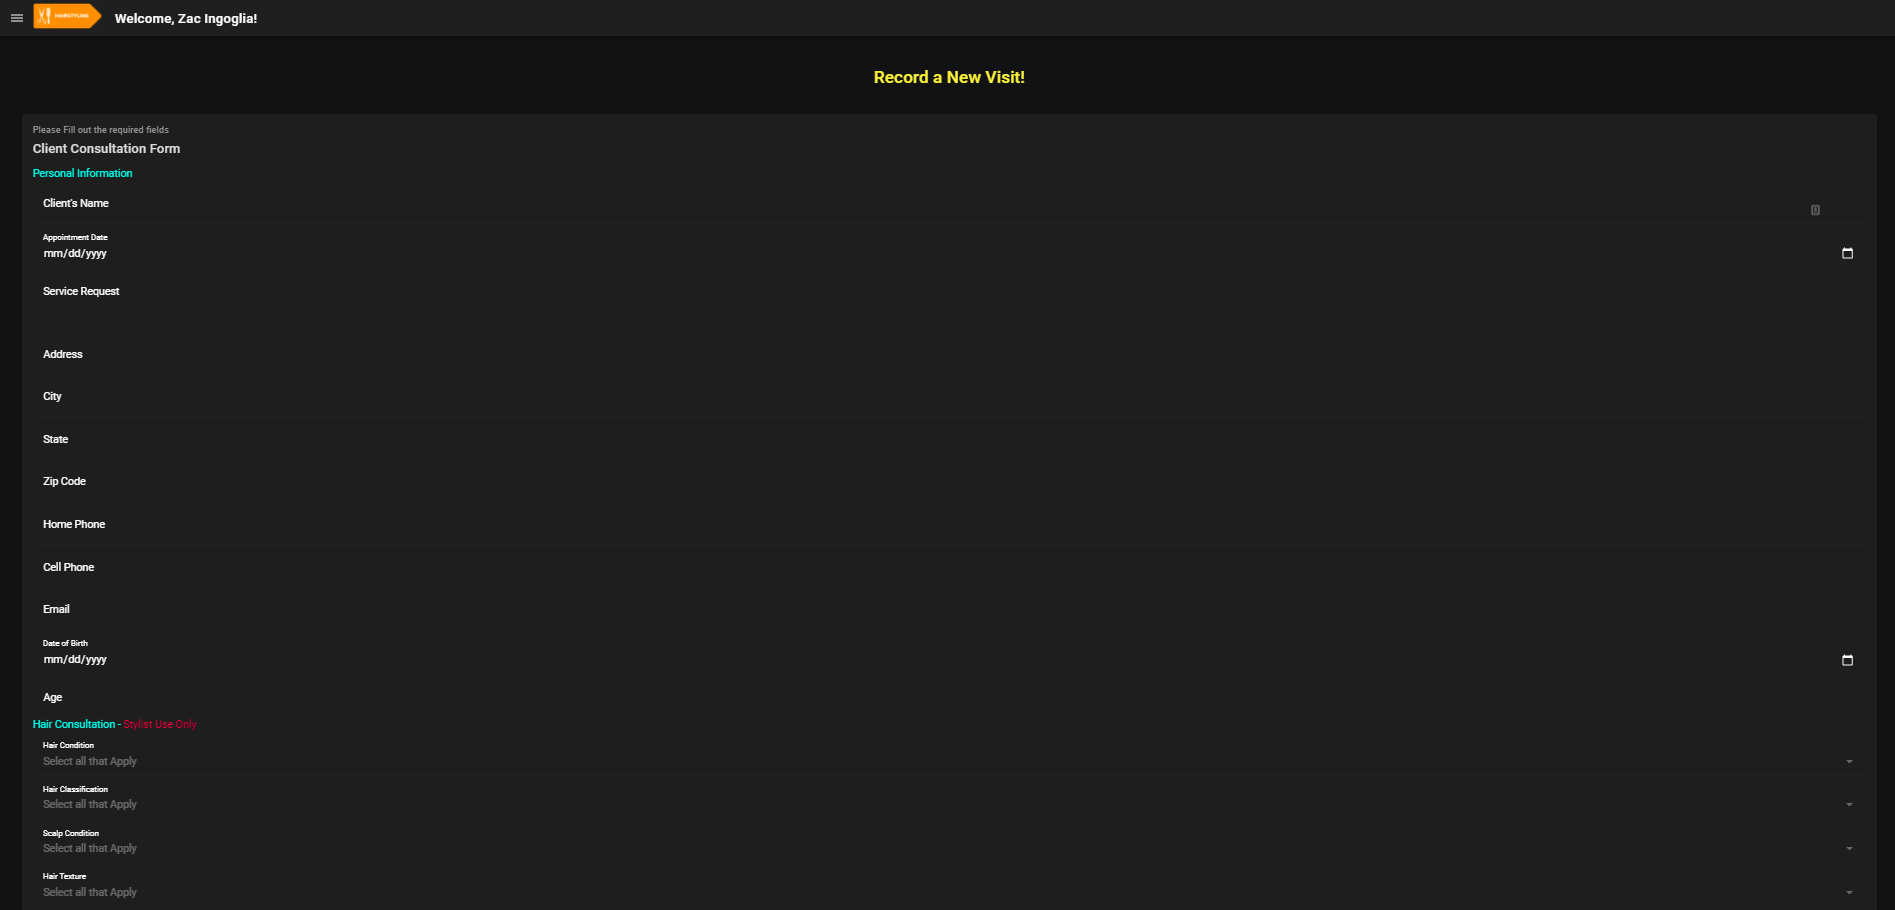 HAIRSTYLING
Welcome, Zac Ingoglia!
Record a New Visit!
Please Fill out the required fields
Client Consultation Form
Personal Information
Client's Name
Appointment Date
mm/dd/yyyy
Service Request
Address
City
State
Zip Code
Home Phone
Cell Phone
Email
Date of Birth
mm/dd/yyyy
Age
Hair Consultation - Stylist Use Only
Hair Condition
Select all that Apply
Hair Classification
Select all that Apply
Scalp Condition
Select all that Apply
Hair Texture
Select all that Apply